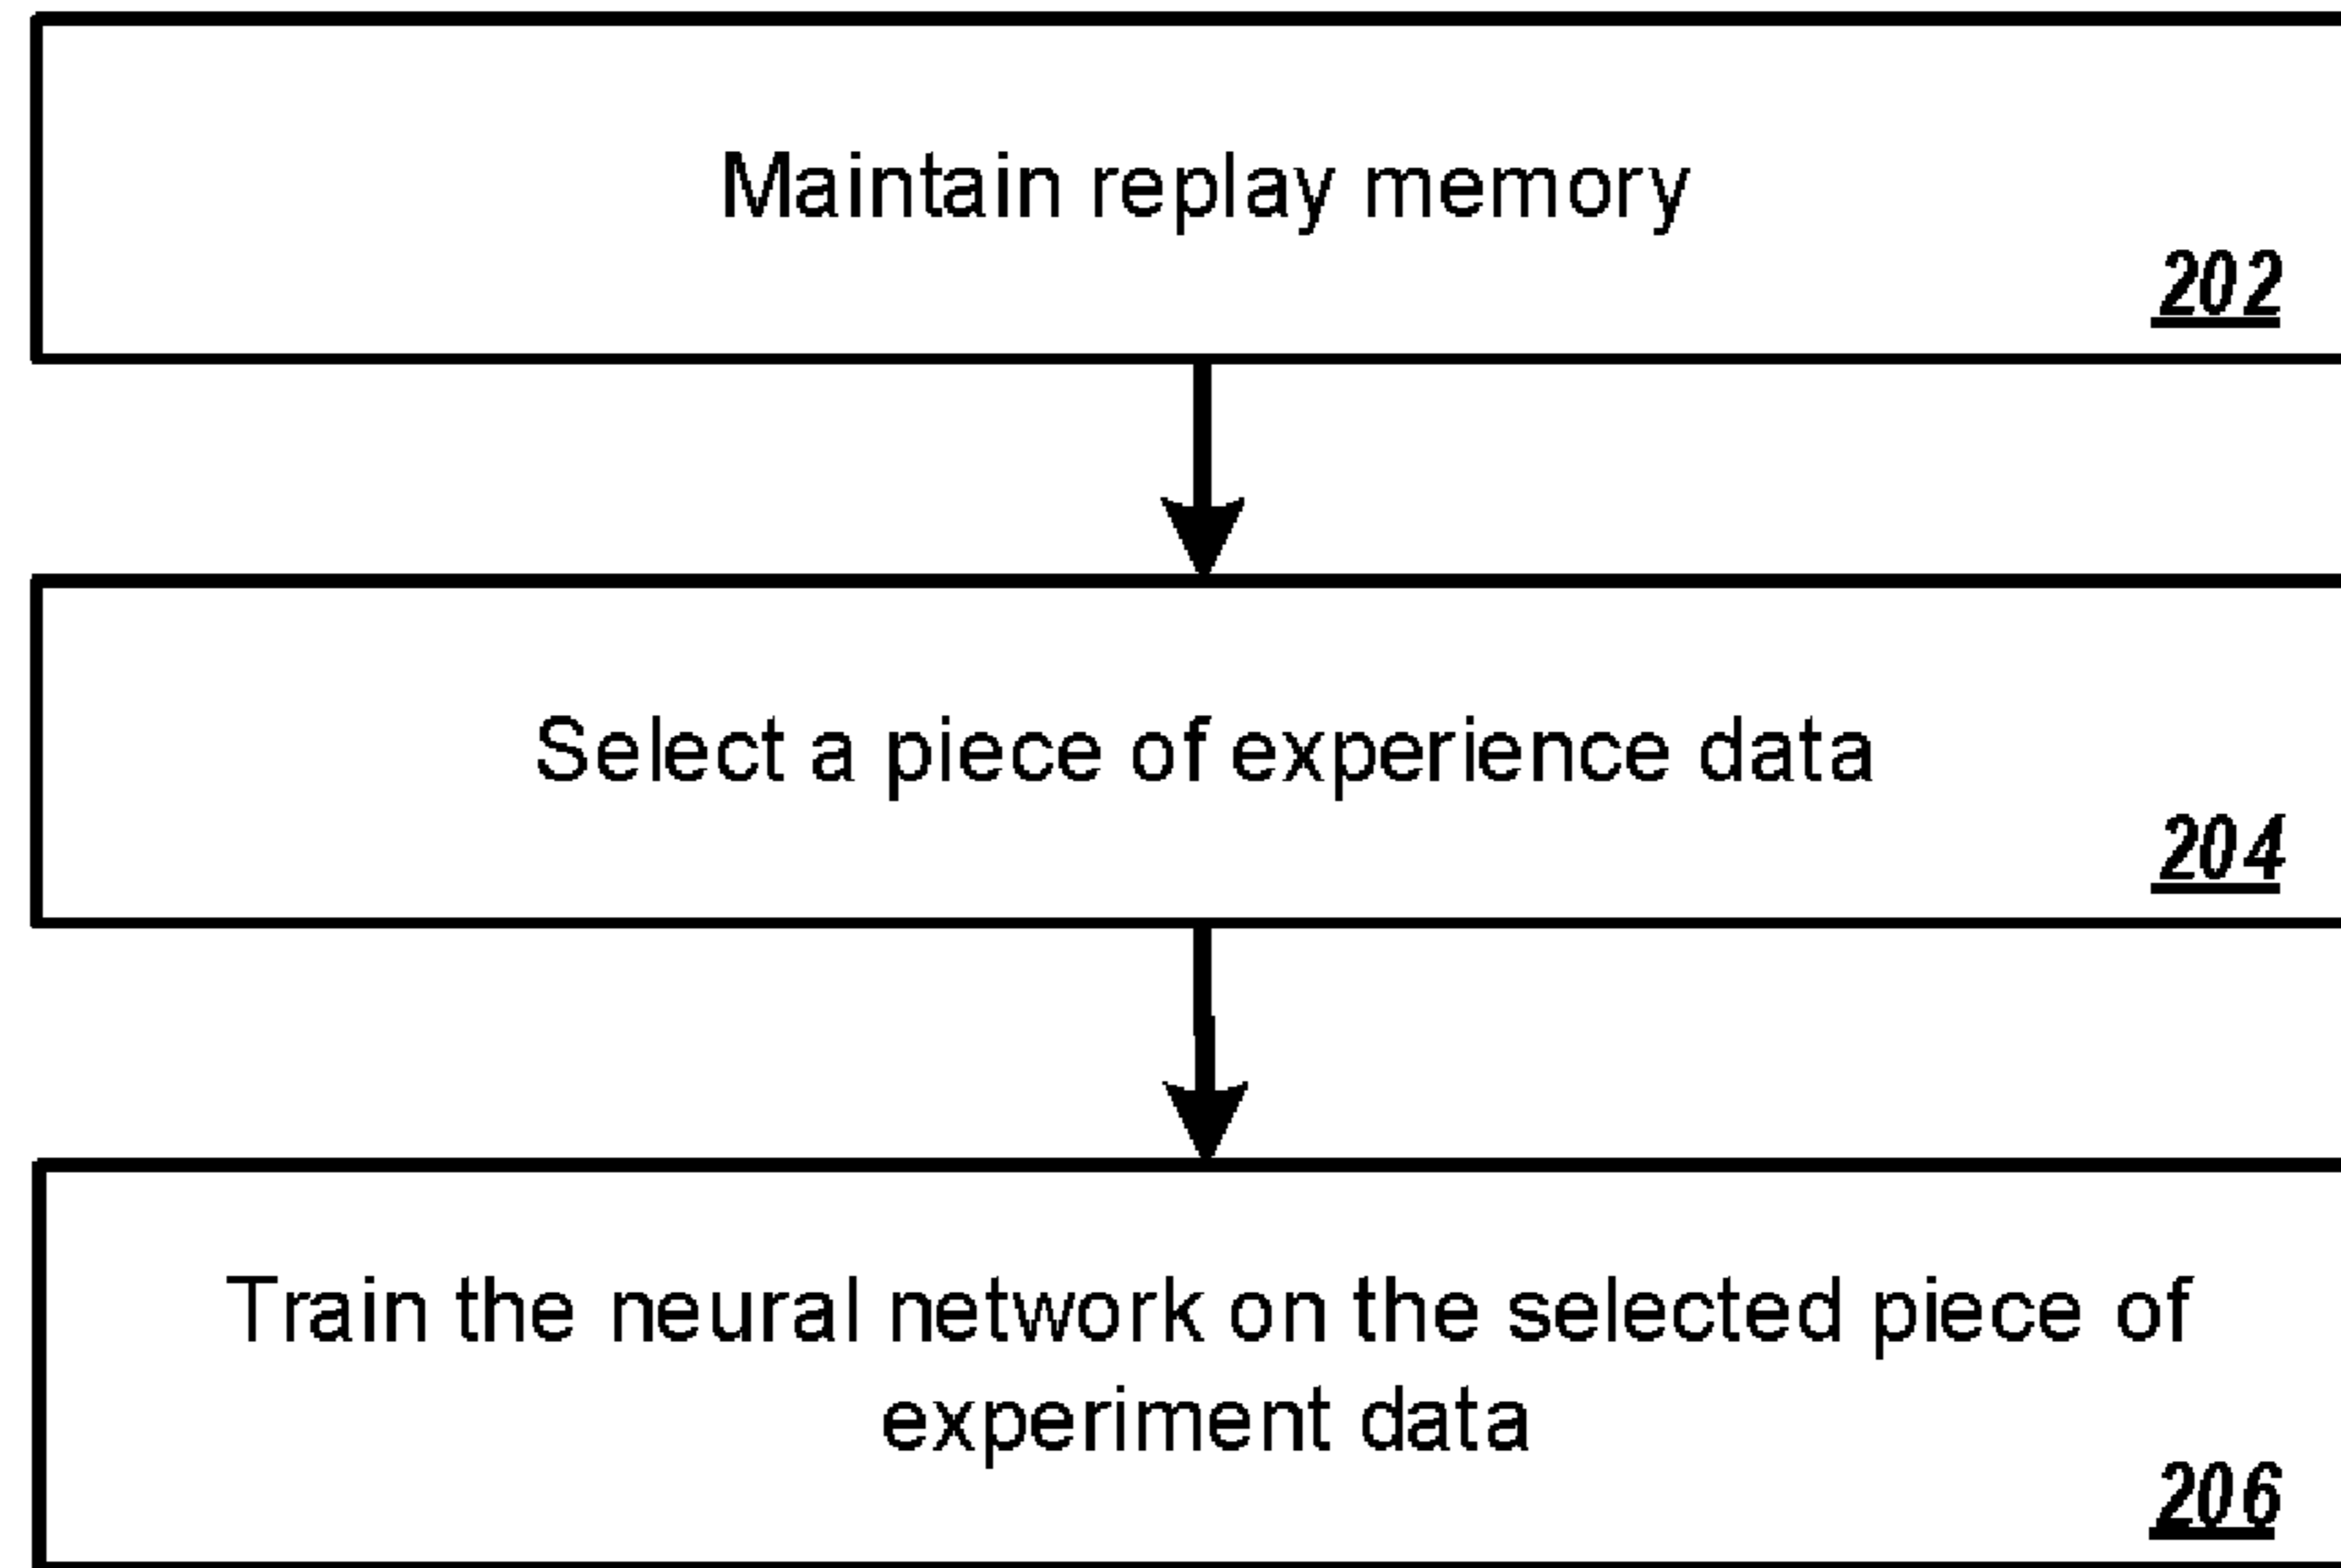 Maintain replay memory
202
Select a piece of experience data
204
Train the neural network on the selected piece of
experiment data
206